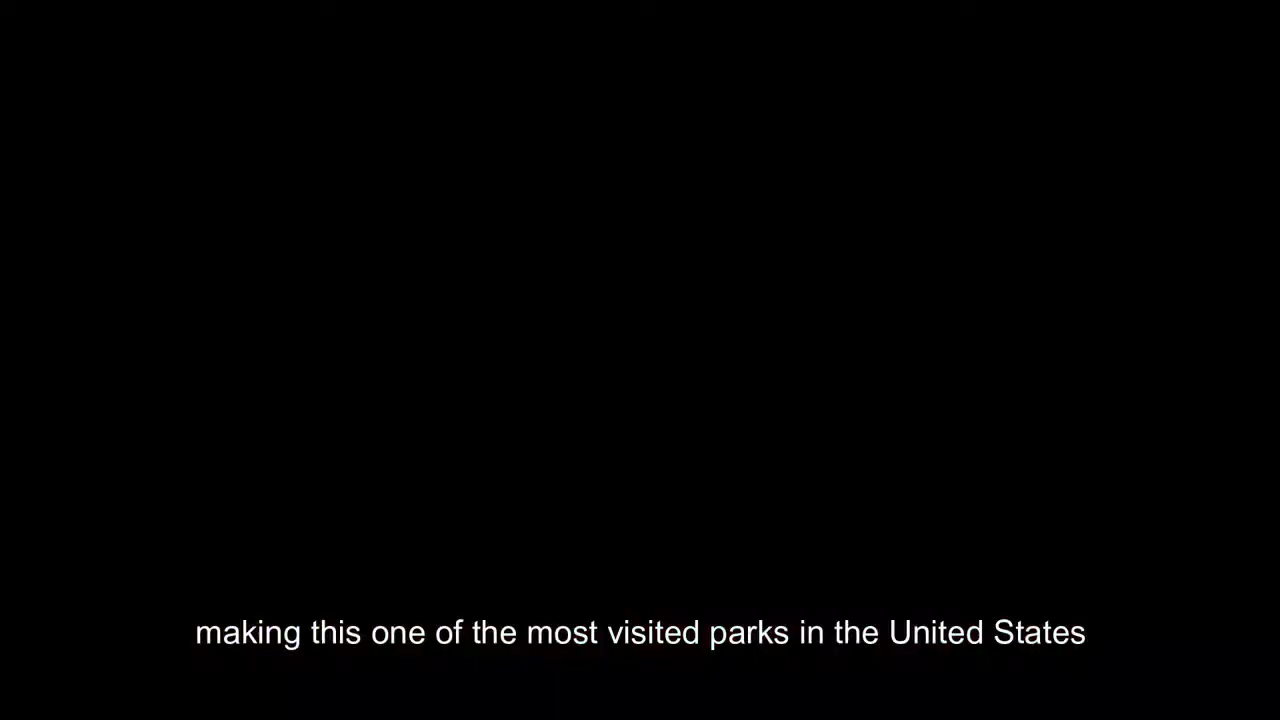 making this one of the most visited parks in the United States